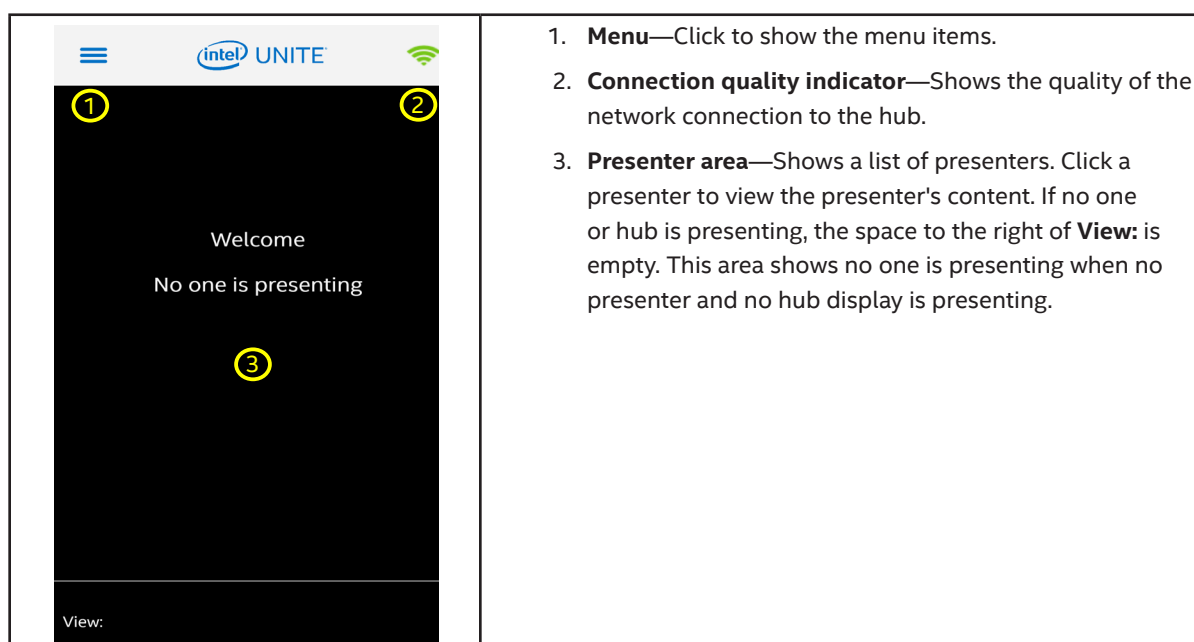 intel UNITE
1
2
Welcome
No one is presenting
3
View:
1. Menu—Click to show the menu items.
2. Connection quality indicator—Shows the quality of the
network connection to the hub.
3. Presenter area—Shows a list of presenters. Click a
presenter to view the presenter's content. If no one
or hub is presenting, the space to the right of View: is
empty. This area shows no one is presenting when no
presenter and no hub display is presenting.